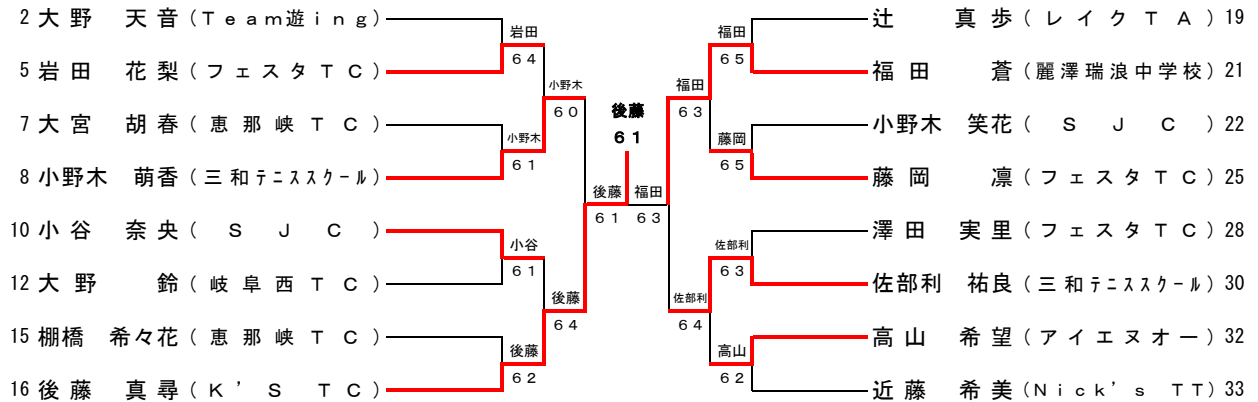 2 大野 天音(Team遊ing)
辻 真歩(レイクTA) 19
岩田
福田
64
65
5 岩田 花梨(フェスタTC)
福田 蒼(麗澤瑞浪中学校) 21
小野木
福田
60
後藤
63
7 大宮 胡春(恵那峡TC)
小野木 笑花(SJC) 22
小野木
61
藤岡
61
65
8 小野木 萌香(三和テニススクール)
藤岡 凛(フェスタTC) 25
後藤
福田
61
63
10 小谷 奈央(SJC)
澤田 実里(フェスタTC) 28
小谷
佐部利
61
63
12 大野 鈴(岐阜西TC)
佐部利 祐良(三和テニススクール) 30
後藤
佐部利
64
64
15 棚橋 希々花(恵那峡TC)
高山 希望(アイエヌオー) 32
後藤
高山
62
62
16 後藤 真尋(K'S TC)
近藤 希美(Nick's TT) 33